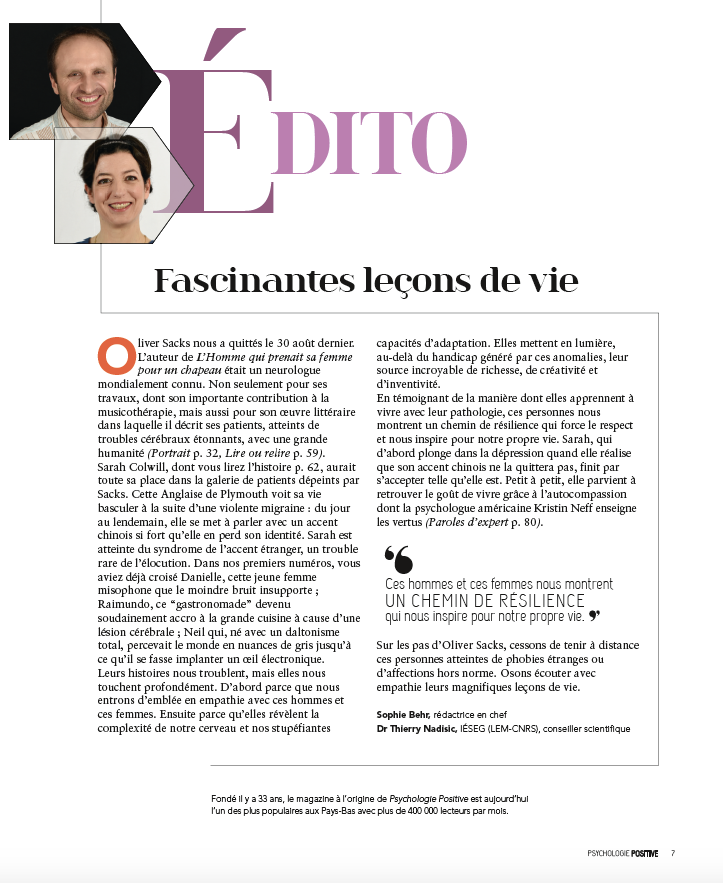 ÉDITO
Fascinantes leçons de vie
Oliver Sacks nous a quittés le 30 août dernier.
L’auteur de L’Homme qui prenait sa femme
pour un chapeau était un neurologue
mondialement connu. Non seulement pour ses
travaux, dont son importante contribution à la
musicothérapie, mais aussi pour son œuvre littéraire
dans laquelle il décrit ses patients, atteints de
troubles cérébraux étonnants, avec une grande
humanité (Portrait p. 32, Lire ou relire p. 59).
Sarah Colwill, dont vous lirez l’histoire p. 62, aurait
toute sa place dans la galerie de patients dépeints par
Sacks. Cette Anglaise de Plymouth voit sa vie
basculer à la suite d’une violente migraine : du jour
au lendemain, elle se met à parler avec un accent
chinois si fort qu’elle en perd son identité. Sarah est
atteinte du syndrome de l’accent étranger, un trouble
rare de l’élocution. Dans nos premiers numéros, vous
aviez déjà croisé Danielle, cette jeune femme
misophone que le moindre bruit insupporte ;
Raimundo, ce “gastronomade” devenu
soudainement accro à la grande cuisine à cause d’une
lésion cérébrale ; Neil qui, né avec un daltonisme
total, percevait le monde en nuances de gris jusqu’à
ce qu’il se fasse implanter un œil électronique.
Leurs histoires nous troublent, mais elles nous
touchent profondément. D’abord parce que nous
entrons d’emblée en empathie avec ces hommes et
ces femmes. Ensuite parce qu’elles révèlent la
complexité de notre cerveau et nos stupéfiantes
capacités d’adaptation. Elles mettent en lumière,
au-delà du handicap généré par ces anomalies, leur
source incroyable de richesse, de créativité et
d’inventivité.
En témoignant de la manière dont elles apprennent à
vivre avec leur pathologie, ces personnes nous
montrent un chemin de résilience qui force le respect
et nous inspire pour notre propre vie. Sarah, qui
d’abord plonge dans la dépression quand elle réalise
que son accent chinois ne la quittera pas, finit par
s’accepter telle qu’elle est. Petit à petit, elle parvient à
retrouver le goût de vivre grâce à l’autocompassion
dont la psychologue américaine Kristin Neff enseigne
les vertus (Paroles d’expert p. 80).
❝
Ces hommes et ces femmes nous montrent
UN CHEMIN DE RÉSILIENCE
qui nous inspire pour notre propre vie. ❞
Sur les pas d’Oliver Sacks, cessons de tenir à distance
ces personnes atteintes de phobies étranges ou
d’affections hors norme. Osons écouter avec
empathie leurs magnifiques leçons de vie.
Sophie Behr, rédactrice en chef
Dr Thierry Nadisic, IÉSEG (LEM-CNRS), conseiller scientifique
Fondé il y a 33 ans, le magazine à l’origine de Psychologie Positive est aujourd’hui
l’un des plus populaires aux Pays-Bas avec plus de 400 000 lecteurs par mois.
PSYCHOLOGIE POSITIVE 7